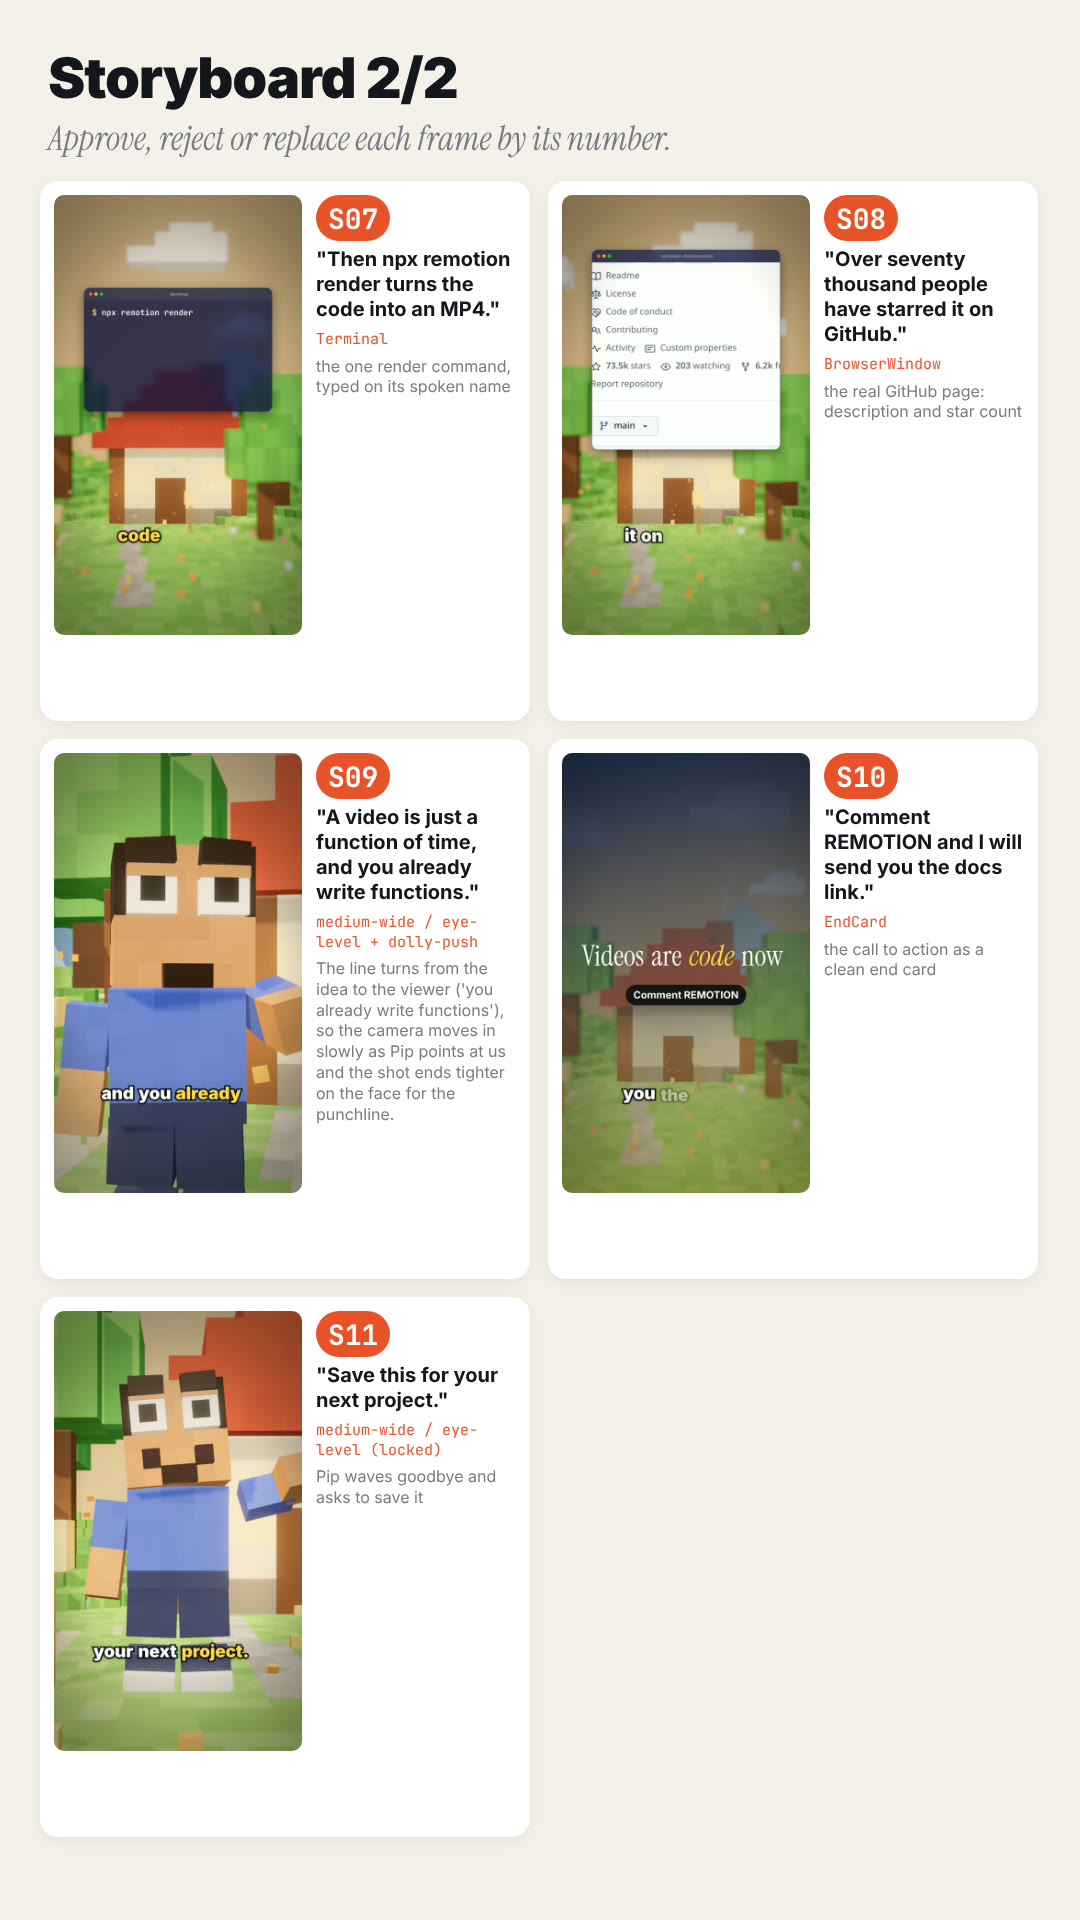 Storyboard 2/2
Approve, reject or replace each frame by its number.
terminal
$ npx remotion render
code
S07
"Then npx remotion
render turns the
code into an MP4."
Terminal
the one render command,
typed on its spoken name
Readme
License
Code of conduct
Contributing
Activity Custom properties
73.5k stars 203 watching 6.2k
Report repository
main
it on
S08
"Over seventy
thousand people
have starred it on
GitHub."
BrowserWindow
the real GitHub page:
description and star count
and you already
S09
"A video is just a
function of time,
and you already
write functions."
medium-wide / eye-
level + dolly-push
The line turns from the
idea to the viewer ('you
already write functions'),
so the camera moves in
slowly as Pip points at us
and the shot ends tighter
on the face for the
punchline.
Videos are code now
Comment REMOTION
you the
S10
"Comment
REMOTION and I will
send you the docs
link."
EndCard
the call to action as a
clean end card
your next project.
S11
"Save this for your
next project."
medium-wide / eye-
level (locked)
Pip waves goodbye and
asks to save it